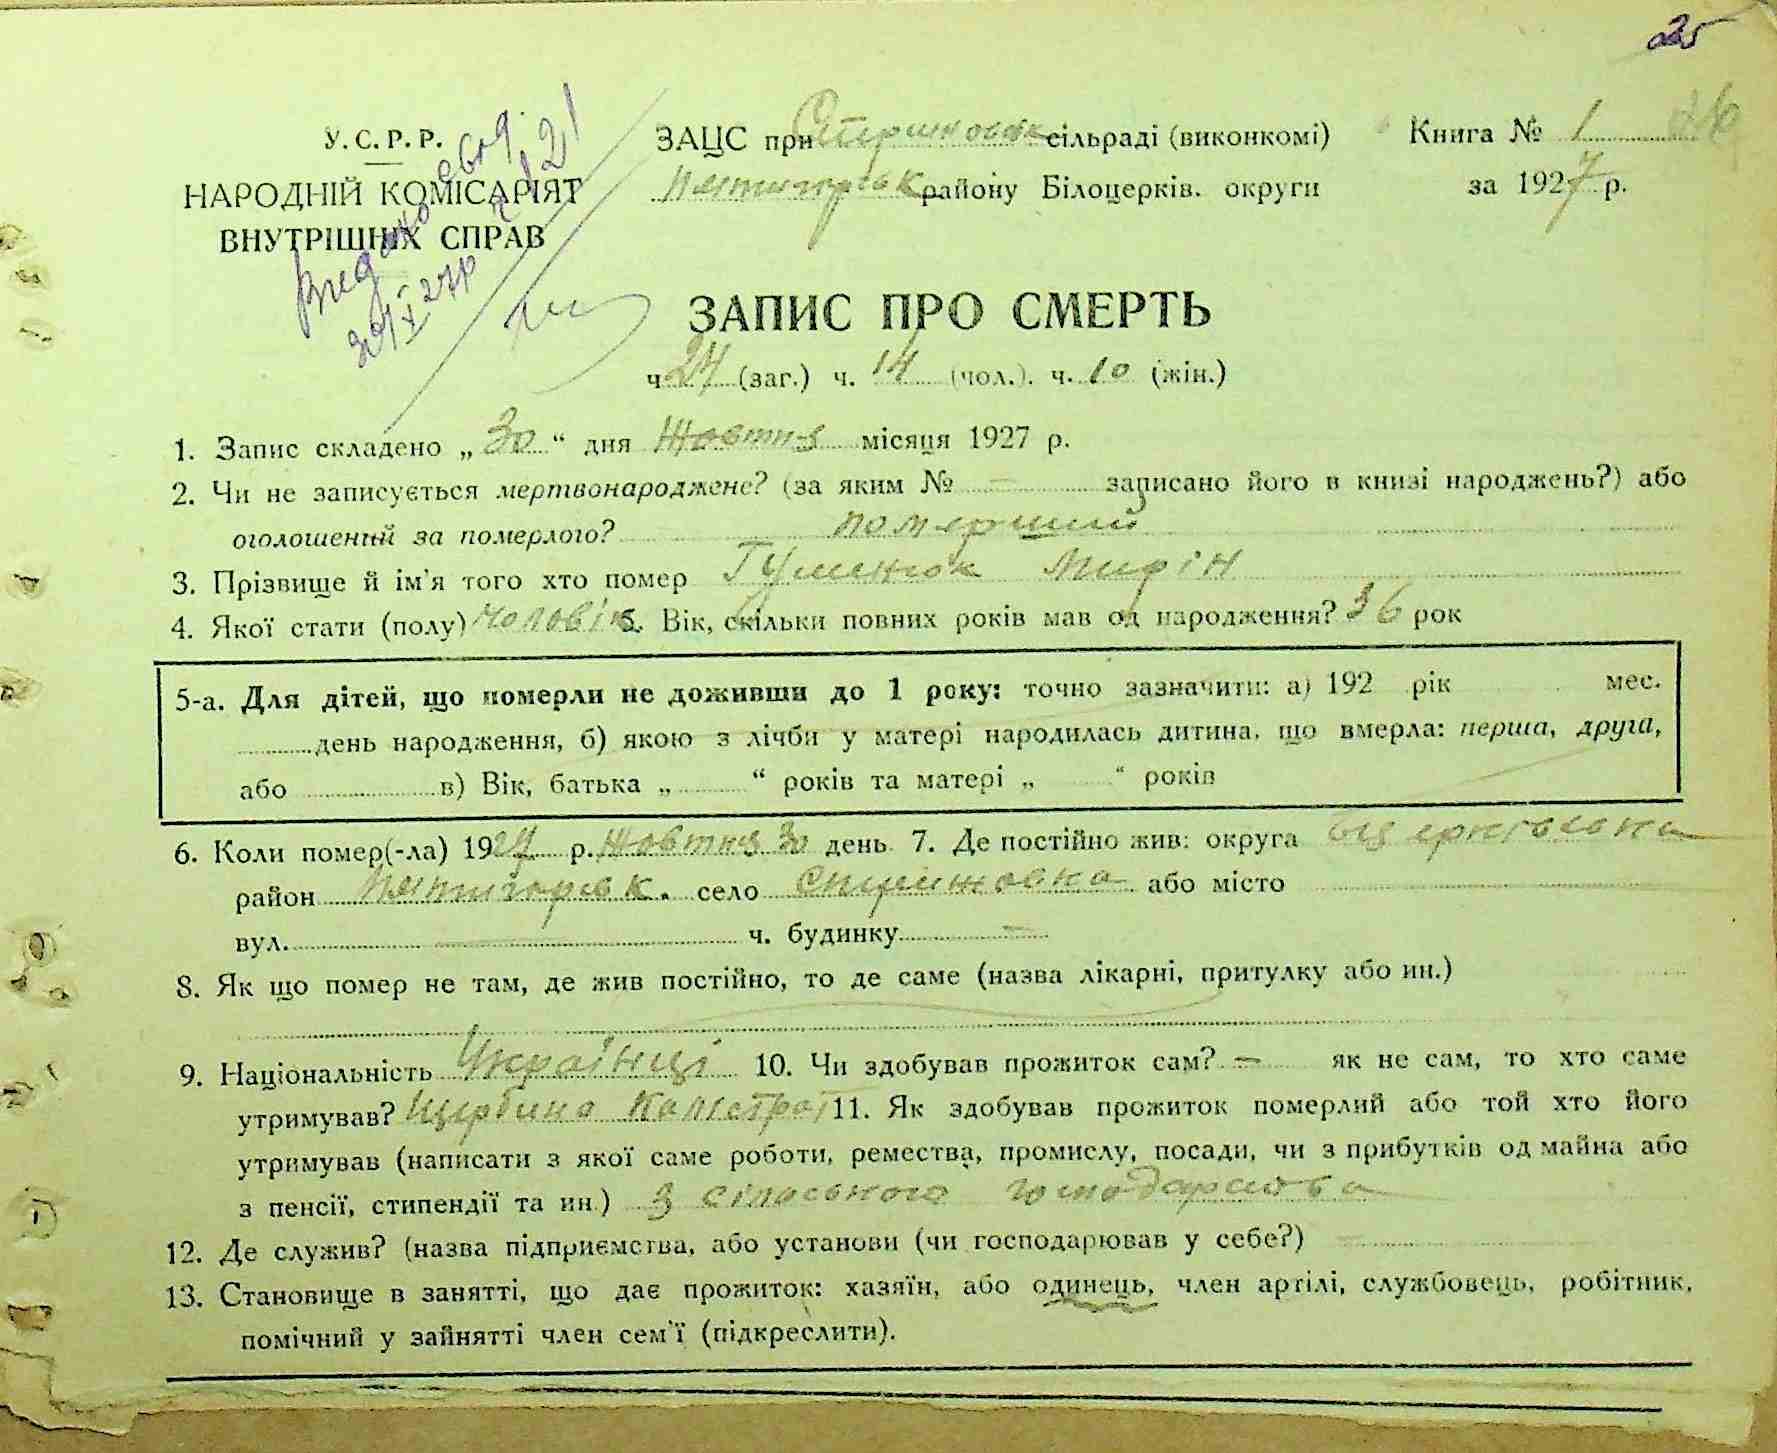 25
У.С.Р.Р.
НАРОДНІЙ КОМІСАРІЯТ
ВНУТРІШНІХ СПРАВ
Видано
30/X 27р
ЗАЦС при сільраді (виконкомі) Книга № 1
Пятигорськ району Білоцерків. округи за 1927 р.
ЗАПИС ПРО СМЕРТЬ
ч 24 (заг.) ч. 14 (чол.). ч. 10 (жін.)
1. Запис складено „ 30 “ дня Жовтня місяця 1927 р.
2. Чи не записується мертвонароджене? (за яким № — записано його в книзі народжень?) або
оголошений за померлого? померший
3. Прізвище й ім'я того хто помер Гуменюк
4. Якої стати (полу) чоловік 5. Вік, скільки повних років мав од народження? 36 рок
5-а. Для дітей, що померли не доживши до 1 року: точно зазначити: а) 192 рік мес.
день народження, б) якою з лічби у матері народилась дитина, що вмерла: перша, друга,
або в) Вік, батька „ “ років та матері „ “ років
6. Коли помер(-ла) 1927 р. Жовтня 30 день 7. Де постійно жив: округа
район Пятигорськ. село або місто
вул. — ч. будинку —
8. Як що помер не там, де жив постійно, то де саме (назва лікарні, притулку або ин.)
9. Національність Українці 10. Чи здобував прожиток сам? — як не сам, то хто саме
утримував? Щербина 11. Як здобував прожиток померлий або той хто його
утримував (написати з якої саме роботи, ремества, промислу, посади, чи з прибутків од майна або
з пенсії, стипендії та ин.) З сільського господарства
12. Де служив? (назва підприємства, або установи (чи господарював у себе?) —
13. Становище в занятті, що дає прожиток: хазяїн, або одинець, член артілі, службовець, робітник,
помічний у зайнятті член сем'ї (підкреслити).